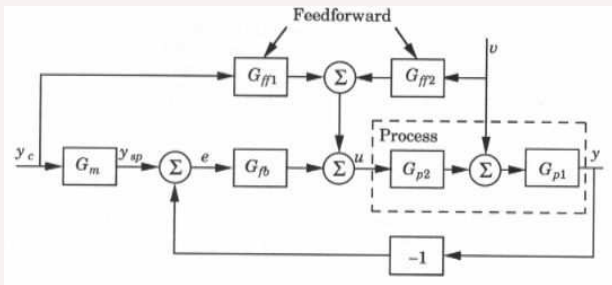 Feedforward
υ
G_ff1
Σ
G_ff2
Process
y_c
G_m
y_sp
Σ
e
G_fb
Σ
u
G_p2
Σ
G_p1
y
−1